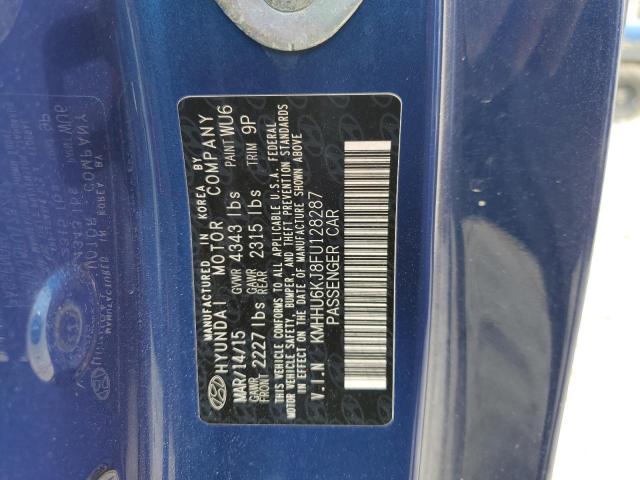 MANUFACTURED IN KOREA BY
HYUNDAI MOTOR COMPANY
MAR/14/15 GVWR 4343 lbs PAINT WU6
GAWR FRONT 2227 lbs GAWR REAR 2315 lbs TRIM 9P
THIS VEHICLE CONFORMS TO ALL APPLICABLE U.S.A. FEDERAL
MOTOR VEHICLE SAFETY, BUMPER, AND THEFT PREVENTION STANDARDS
IN EFFECT ON THE DATE OF MANUFACTURE SHOWN ABOVE
V.I.N KMHHU6KJ8FU128287
PASSENGER CAR